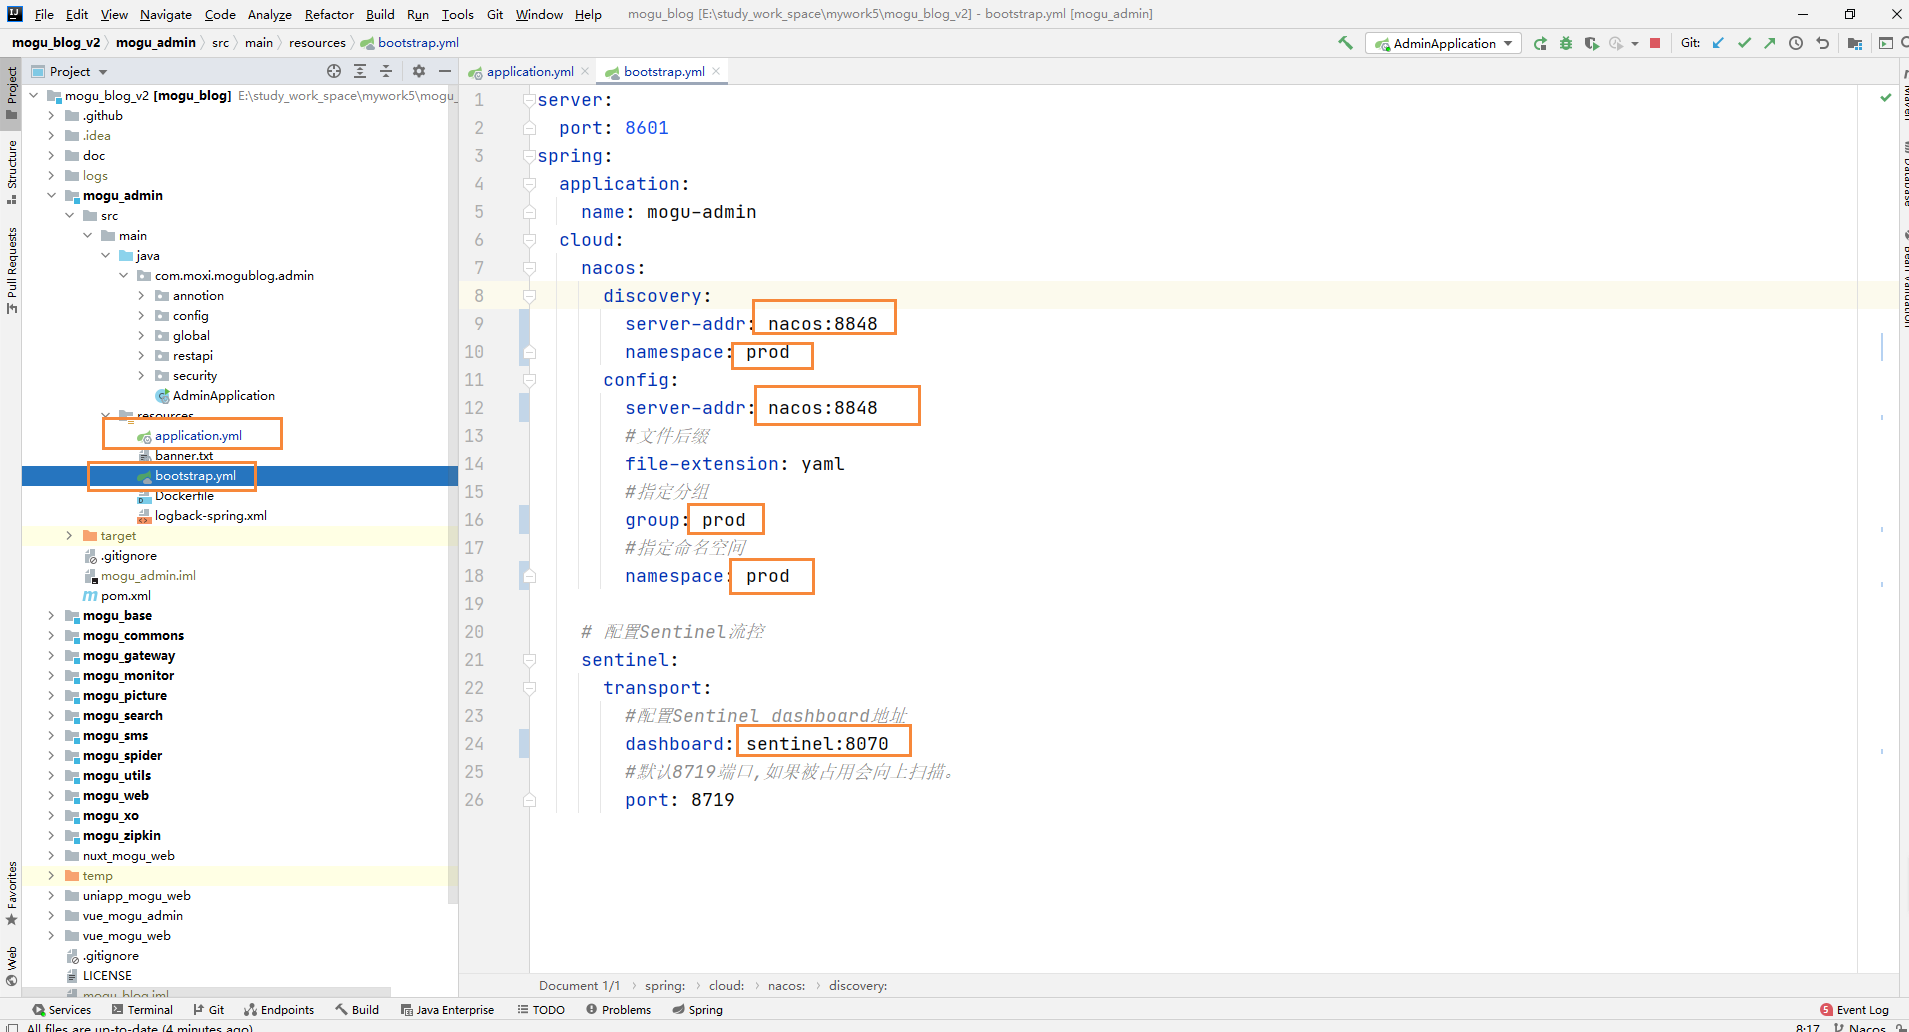 File Edit View Navigate Code Analyze Refactor Build Run Tools Git Window Help mogu_blog [E:\study_work_space\mywork5\mogu_blog_v2] - bootstrap.yml [mogu_admin]
mogu_blog_v2 mogu_admin src main resources bootstrap.yml AdminApplication Git:
Project
application.yml
bootstrap.yml
mogu_blog_v2 [mogu_blog] E:\study_work_space\mywork5\mogu_
.github
.idea
doc
logs
mogu_admin
src
main
java
com.moxi.mogublog.admin
annotion
config
global
restapi
security
AdminApplication
resources
application.yml
banner.txt
bootstrap.yml
Dockerfile
logback-spring.xml
target
.gitignore
mogu_admin.iml
pom.xml
mogu_base
mogu_commons
mogu_gateway
mogu_monitor
mogu_picture
mogu_search
mogu_sms
mogu_spider
mogu_utils
mogu_web
mogu_xo
mogu_zipkin
nuxt_mogu_web
temp
uniapp_mogu_web
vue_mogu_admin
vue_mogu_web
.gitignore
LICENSE
mogu_blog.iml
Project
Structure
Pull Requests
Favorites
Web
1 server:
2 port: 8601
3 spring:
4 application:
5 name: mogu-admin
6 cloud:
7 nacos:
8 discovery:
9 server-addr: nacos:8848
10 namespace: prod
11 config:
12 server-addr: nacos:8848
13 #文件后缀
14 file-extension: yaml
15 #指定分组
16 group: prod
17 #指定命名空间
18 namespace: prod
19
20 # 配置Sentinel流控
21 sentinel:
22 transport:
23 #配置Sentinel dashboard地址
24 dashboard: sentinel:8070
25 #默认8719端口,如果被占用会向上扫描。
26 port: 8719
Maven
Database
Bean Validation
Document 1/1 spring: cloud: nacos: discovery:
Services Terminal Git Endpoints Build Java Enterprise TODO Problems Spring 5 Event Log
All files are up-to-date (4 minutes ago) 8:17 Nacos